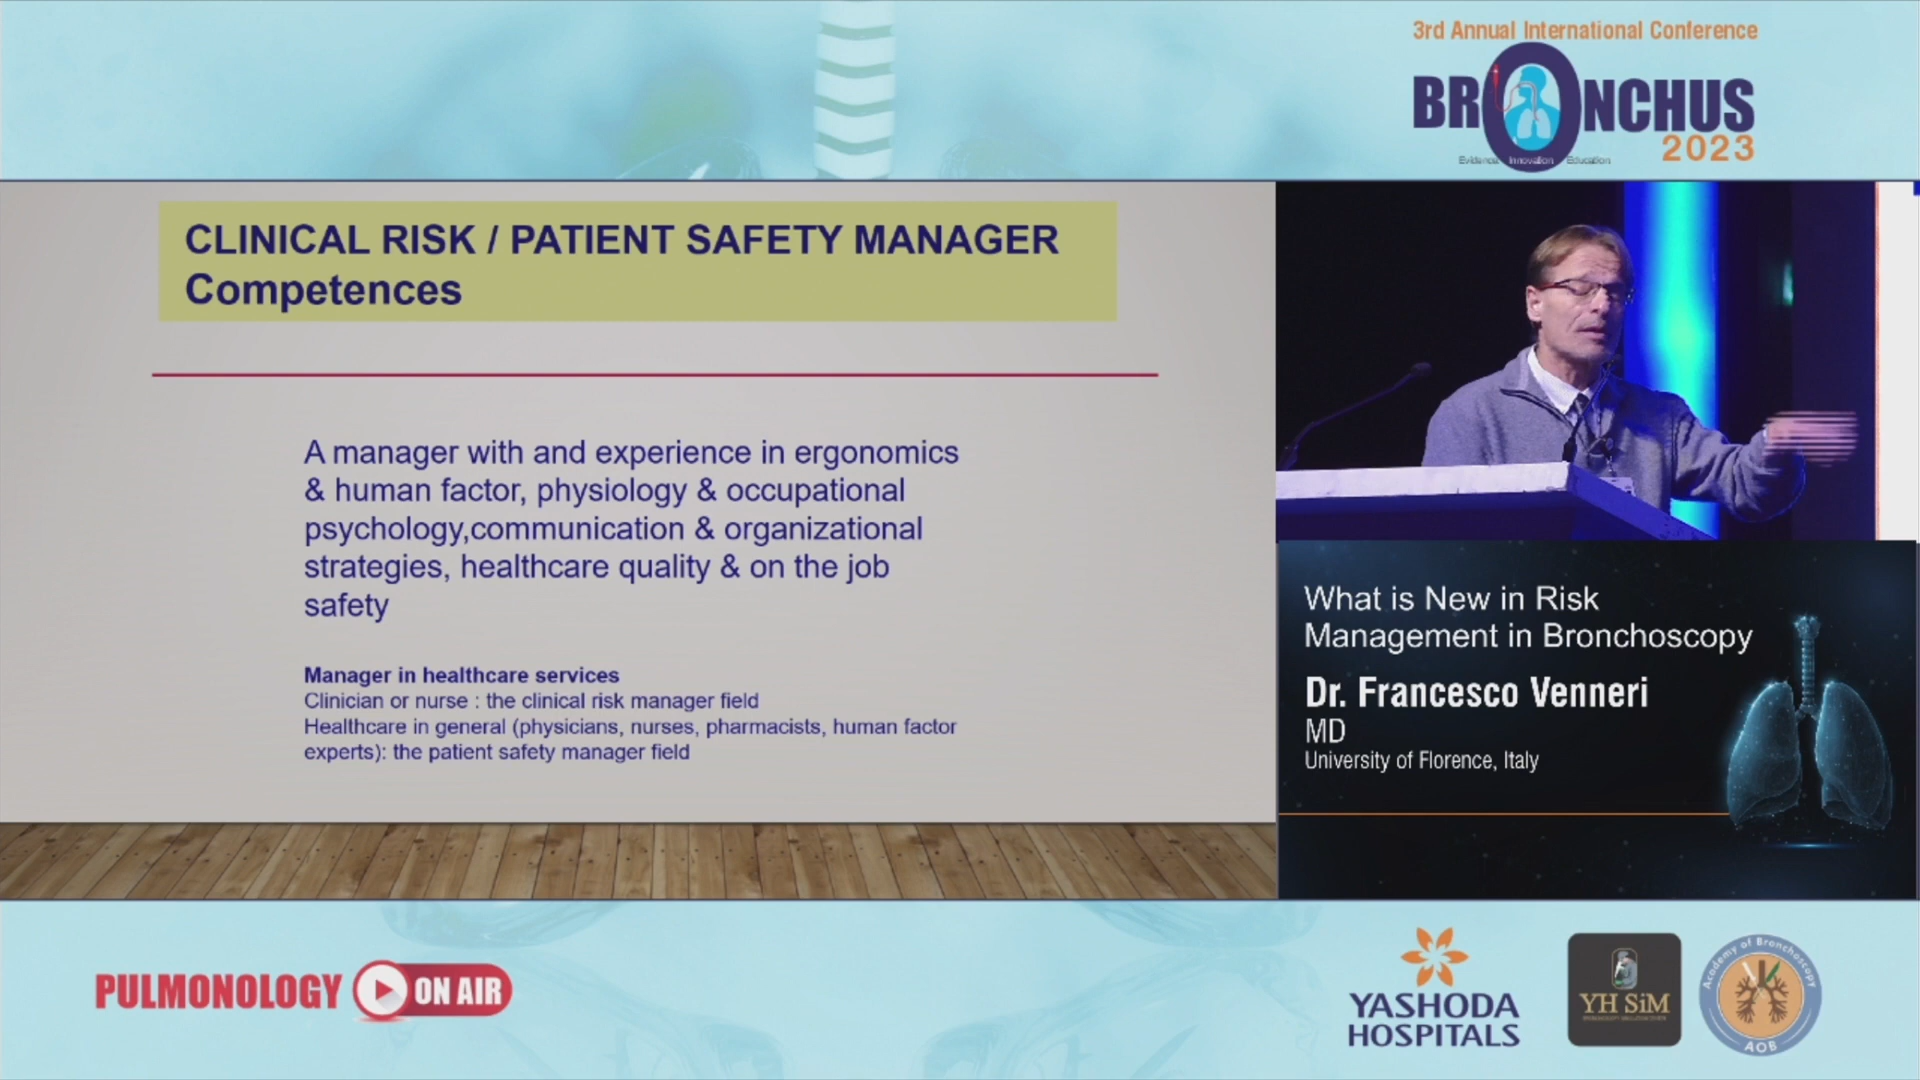 3rd Annual International Conference
BRONCHUS
2023
Evidence Innovation Education
CLINICAL RISK / PATIENT SAFETY MANAGER
Competences
A manager with and experience in ergonomics
& human factor, physiology & occupational
psychology,communication & organizational
strategies, healthcare quality & on the job
safety
Manager in healthcare services
Clinician or nurse : the clinical risk manager field
Healthcare in general (physicians, nurses, pharmacists, human factor
experts): the patient safety manager field
What is New in Risk
Management in Bronchoscopy
Dr. Francesco Venneri
MD
University of Florence, Italy
PULMONOLOGY ON AIR
YASHODA
HOSPITALS
YH SiM
Academy of Bronchoscopy
AOB